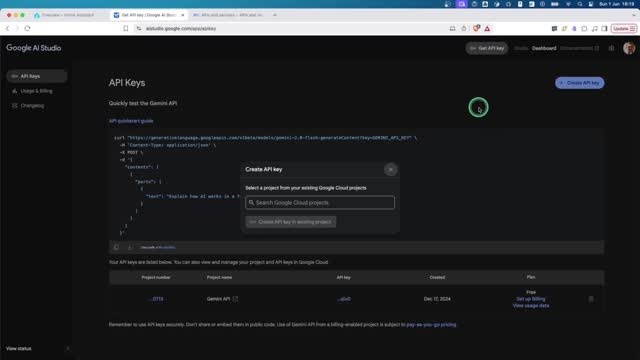 Sun 1 Jun 16:19
Overview – Home Assistant
Get API key | Google AI Studio
APIs and services – APIs and se
aistudio.google.com/app/apikey
Update
Google AI Studio
Get API key
Studio
Dashboard
Documentation
API Keys
Usage & Billing
Changelog
API Keys
Create API key
Quickly test the Gemini API
API quickstart guide
curl "https://generativelanguage.googleapis.com/v1beta/models/gemini-2.0-flash:generateContent?key=GEMINI_API_KEY" \
-H 'Content-Type: application/json' \
-X POST \
-d '{
"contents": [
{
"parts": [
{
"text": "Explain how AI works in a
}'
Create API key
Select a project from your existing Google Cloud projects
Search Google Cloud projects
Create API key in existing project
Your API keys are listed below. You can also view and manage your project and API keys in Google Cloud.
Project number
Project name
API key
Created
Plan
...0713
Gemini API
Dec 17, 2024
Free
Set up Billing
View usage data
Remember to use API keys securely. Don't share or embed them in public code. Use of Gemini API from a billing-enabled project is subject to pay-as-you-go pricing.
View status